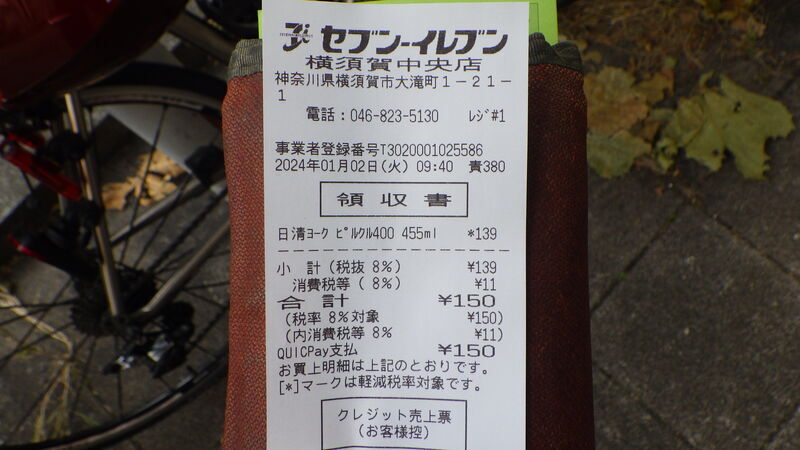 セブン-イレブン
横須賀中央店
神奈川県横須賀市大滝町1-21-
1
電話:046-823-5130 レジ#1
事業者登録番号T3020001025586
2024年01月02日(火) 09:40 責380
領収書
日清ヨーク ピルクル400 455ml *139
小 計(税抜 8%) ¥139
消費税等( 8%) ¥11
合計 ¥150
(税率 8%対象 ¥150)
(内消費税等 8% ¥11)
QUICPay支払 ¥150
お買上明細は上記のとおりです。
[*]マークは軽減税率対象です。
クレジット売上票
(お客様控)